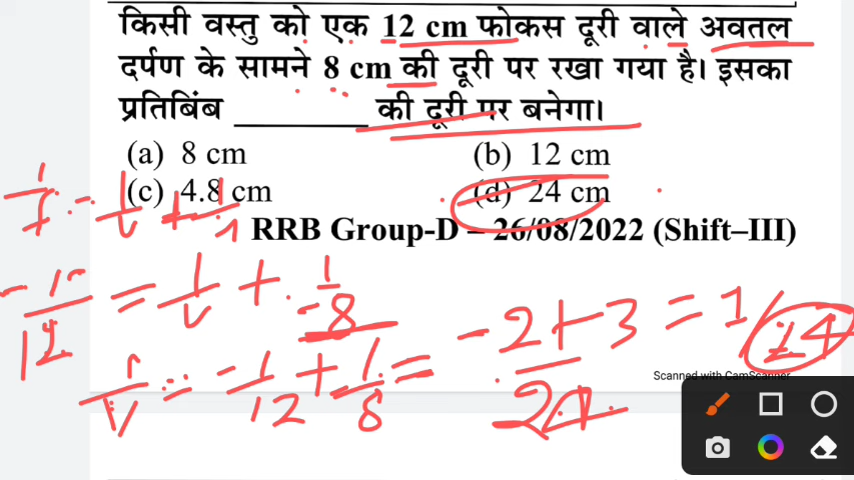 किसी वस्तु को एक 12 cm फोकस दूरी वाले अवतल
दर्पण के सामने 8 cm की दूरी पर रखा गया है। इसका
प्रतिबिंब ________ की दूरी पर बनेगा।
(a) 8 cm (b) 12 cm
(c) 4.8 cm (d) 24 cm
RRB Group-D – 26/08/2022 (Shift–III)
-1/12 = 1/v + 1/-8
1/v = -1/12 + 1/8 = -2+3/24 = 1/24
Scanned with CamScanner